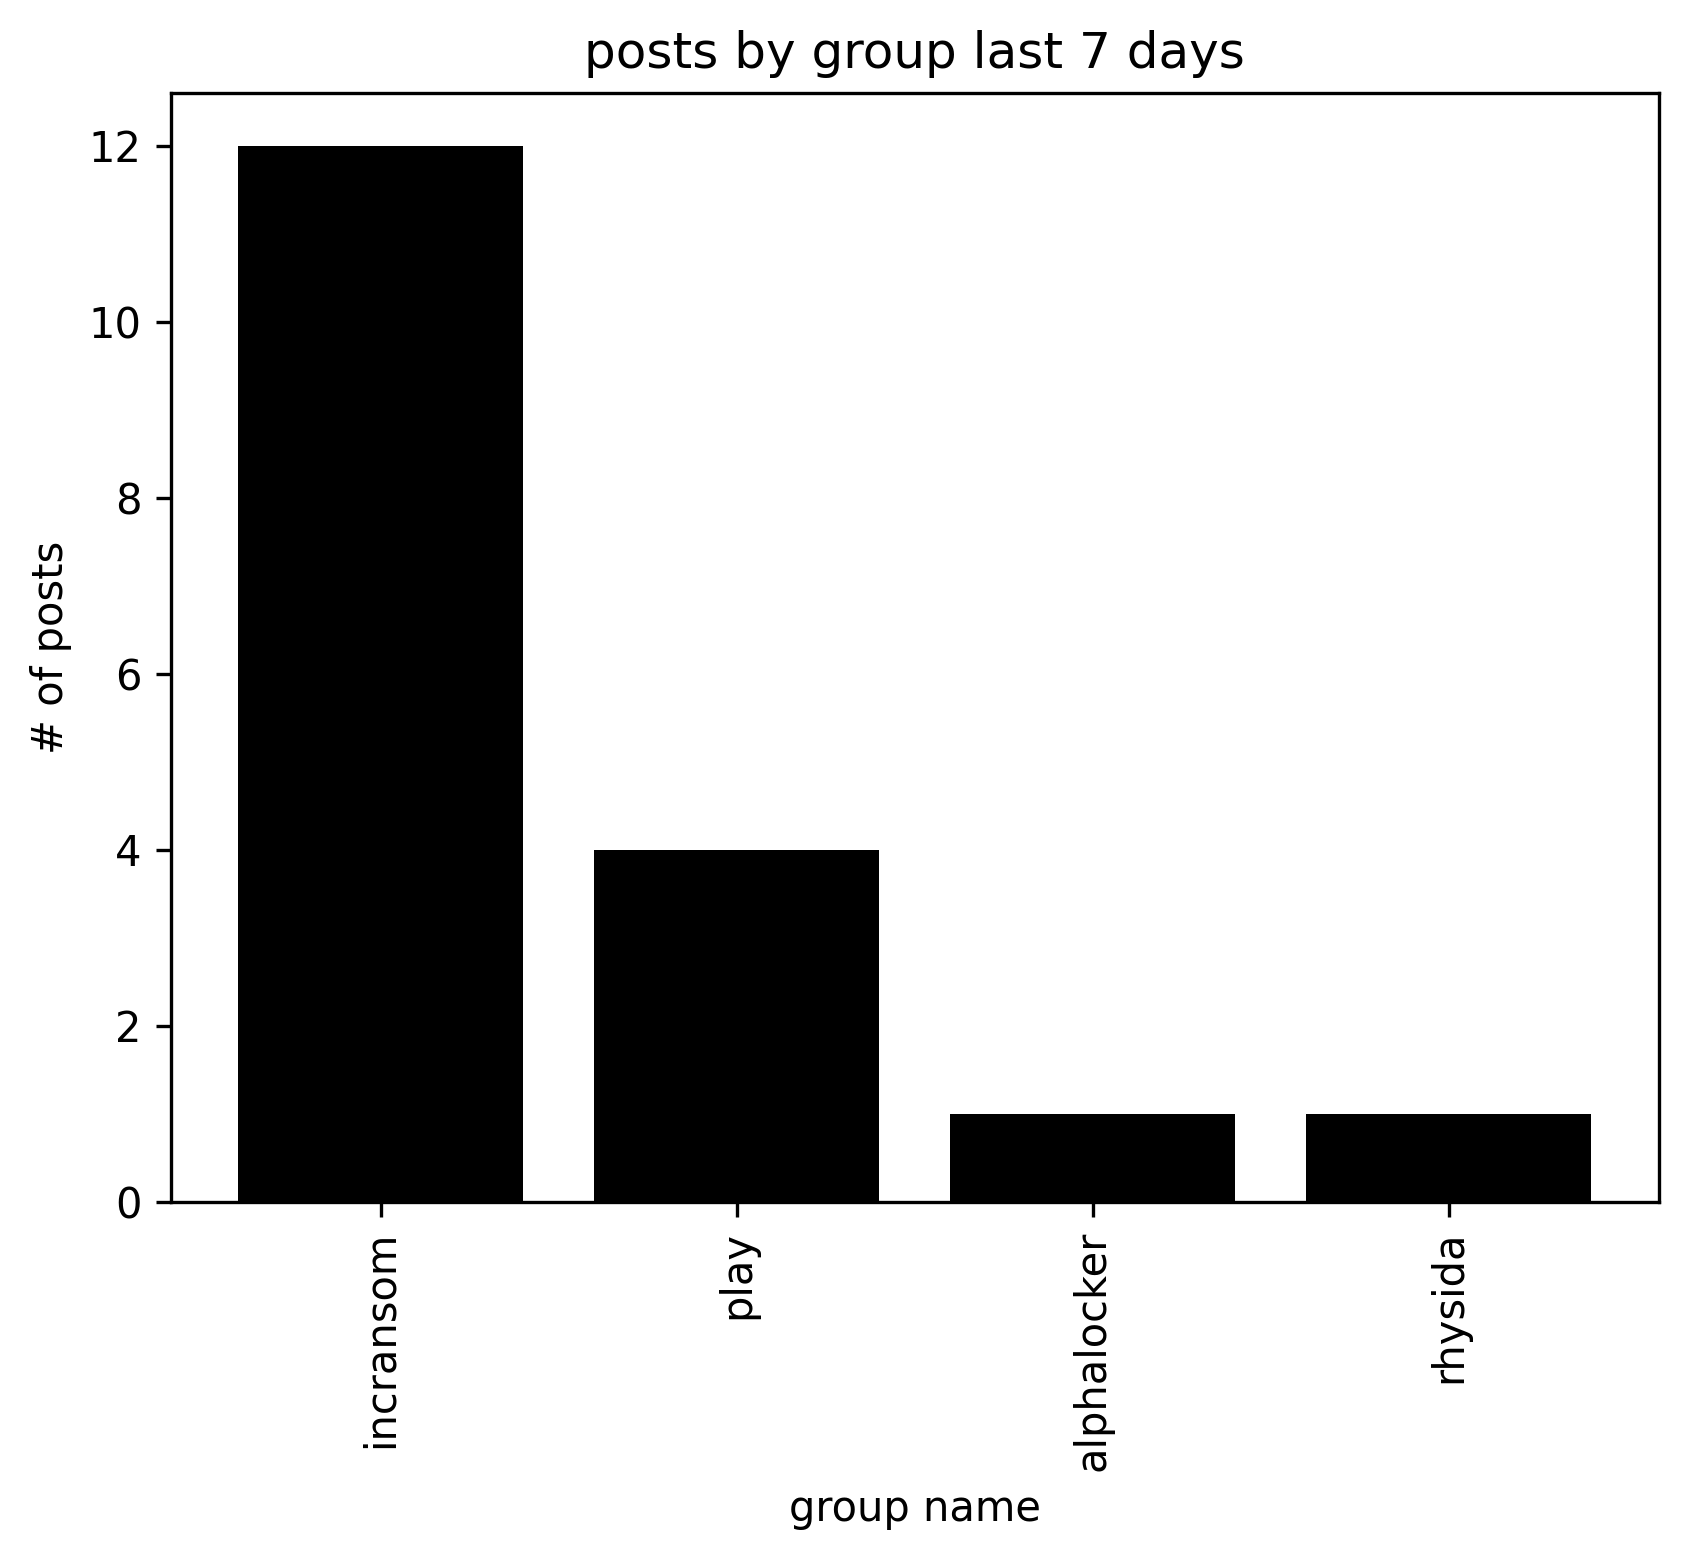 posts by group last 7 days
12
10
8
6
4
2
0
# of posts
incransom
play
alphalocker
rhysida
group name